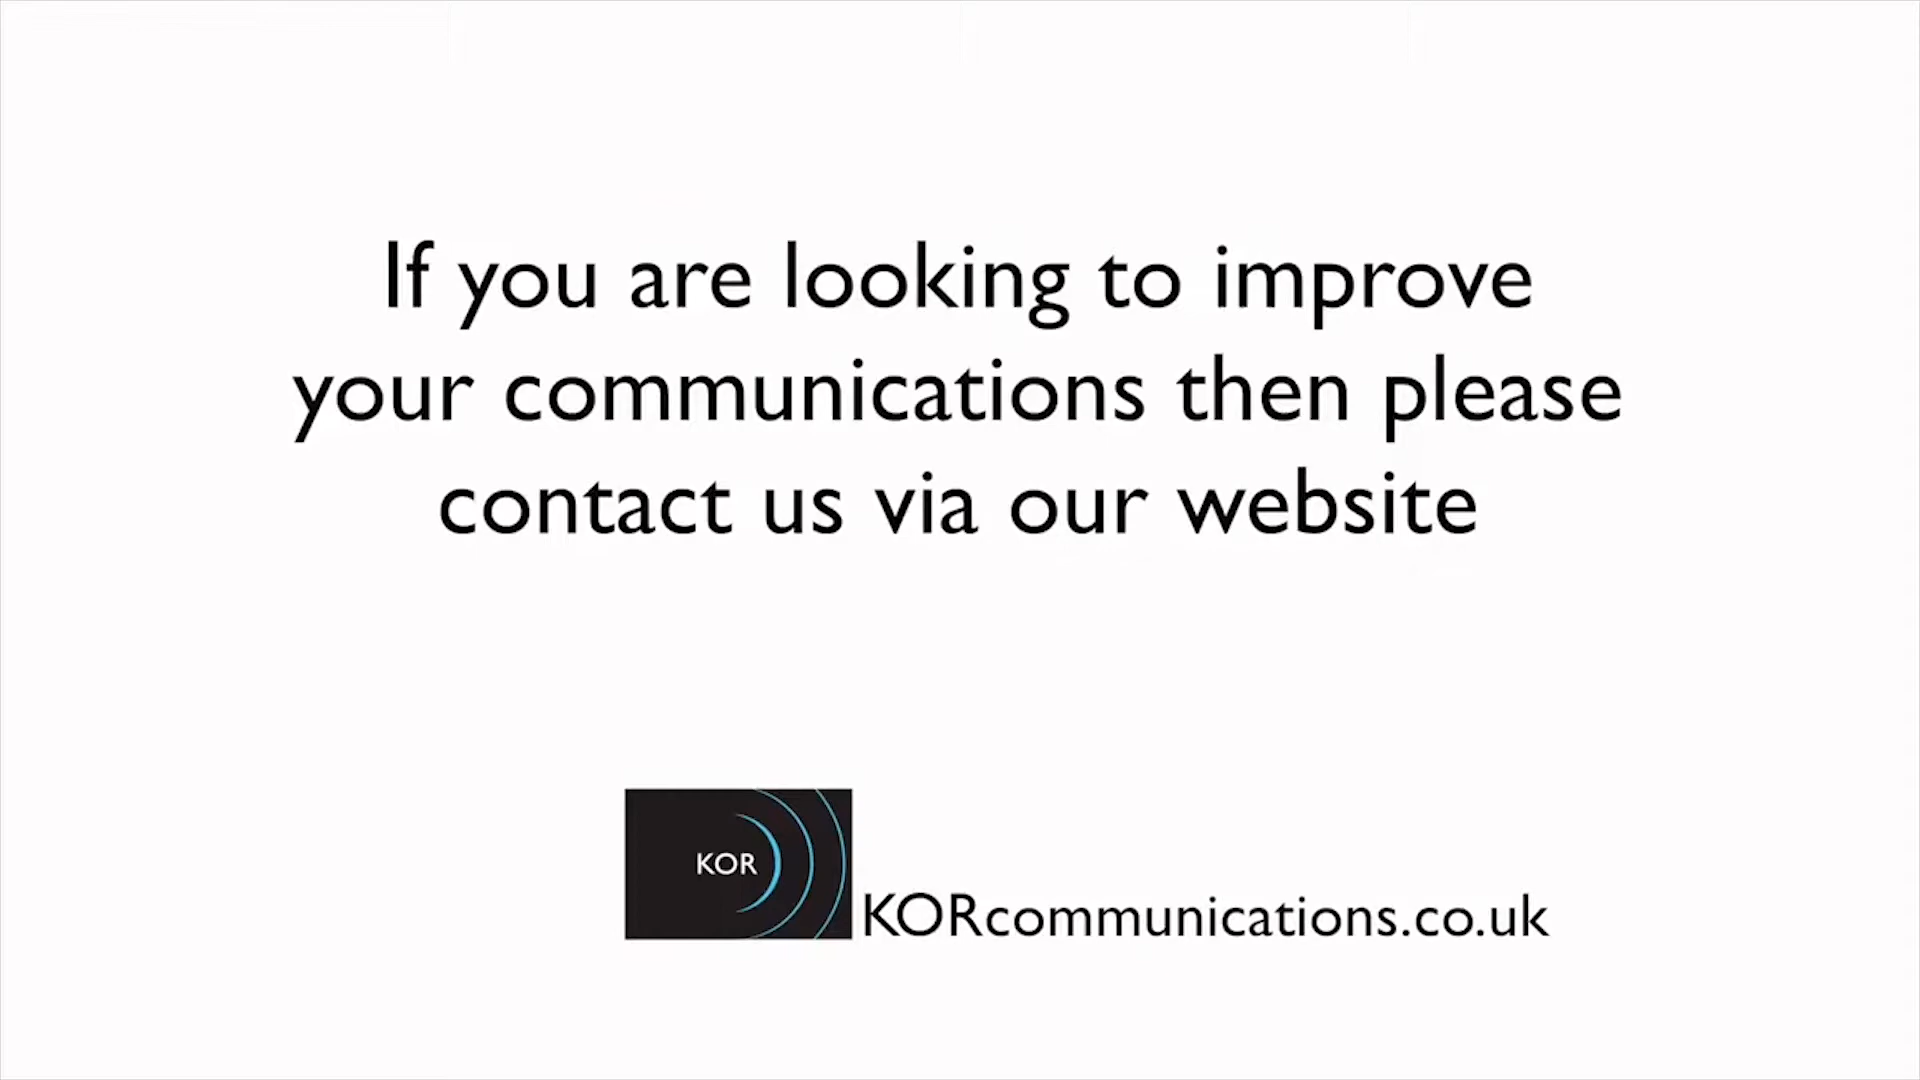 If you are looking to improve
your communications then please
contact us via our website
KOR
KORcommunications.co.uk